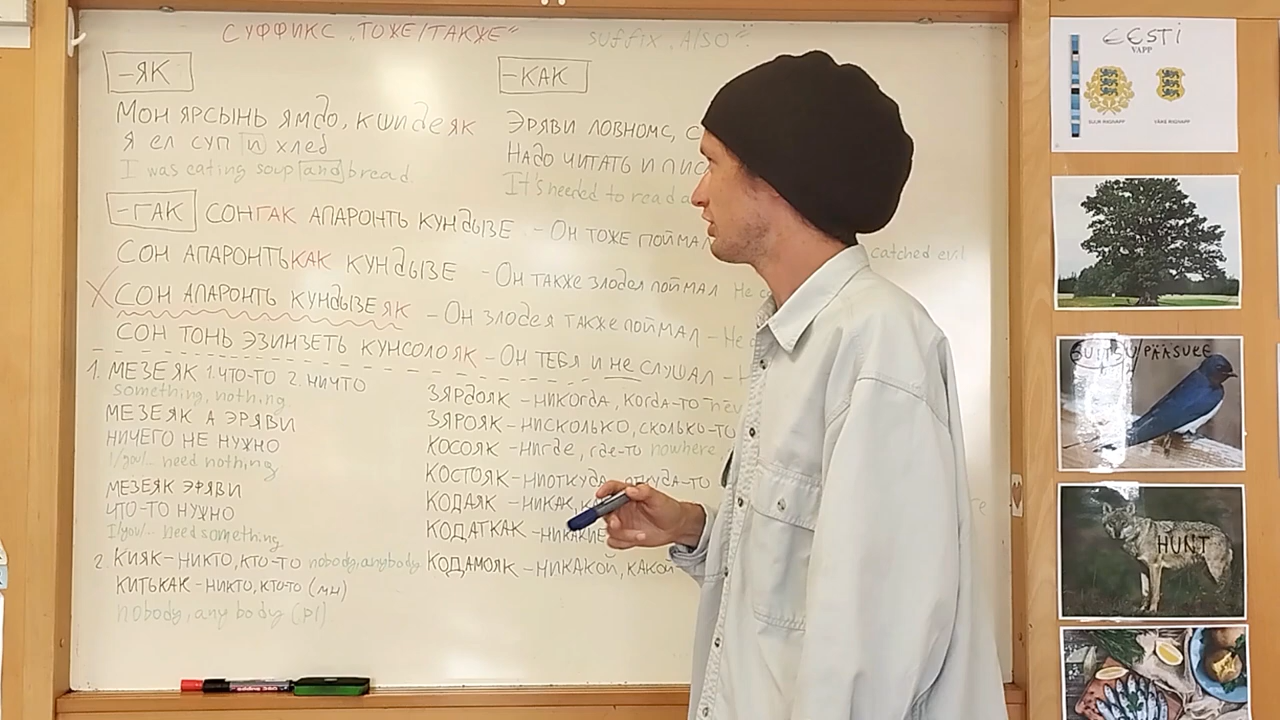 СУФФИКС „ТОЖЕ/ТАКЖЕ"
SUFFIX „ALSO".
-ЯК
МОН ЯРСЫНЬ ЯМДО, КШИДЕЯК
Я ЕЛ СУП И ХЛЕБ
I was eating soup and bread.
-КАК
ЭРЯВИ ЛОВНОМС, С
НАДО ЧИТАТЬ И ПИС
It's needed to read a
-ГАК СОНГАК АПАРОНТЬ КУНДЫЗЕ - ОН ТОЖЕ ПОЙМАЛ
catched evil
СОН АПАРОНТЬКАК КУНДЫЗЕ - ОН ТАКЖЕ ЗЛОДЕЯ ПОЙМАЛ He c
X СОН АПАРОНТЬ КУНДЫЗЕЯК - ОН ЗЛОДЕЯ ТАКЖЕ ПОЙМАЛ - He
СОН ТОНЬ ЭЗИНЗЕТЬ КУНСОЛОЯК - ОН ТЕБЯ И НЕ СЛУШАЛ -
1. МЕЗЕЯК 1. ЧТО-ТО 2. НИЧТО
something, nothing
МЕЗЕЯК А ЭРЯВИ
НИЧЕГО НЕ НУЖНО
I/you/... need nothing
МЕЗЕЯК ЭРЯВИ
ЧТО-ТО НУЖНО
I/you/... need something
2. КИЯК - НИКТО, КТО-ТО nobody, anybody
КИТЬКАК - НИКТО, КТО-ТО (МН)
nobody, any body (pl)
ЗЯРДОЯК - НИКОГДА, КОГДА-ТО nev
ЗЯРОЯК - НИСКОЛЬКО, СКОЛЬКО-ТО
КОСОЯК - НИГДЕ, ГДЕ-ТО nowhere,
КОСТОЯК - НИОТКУДА, ОТКУДА-ТО
КОДАЯК - НИКАК, КА
КОДАТКАК - НИКАКИЕ
КОДАМОЯК - НИКАКОЙ, КАКОЙ-
EESTI
VAPP
SUUR RIIGIVAPP
VÄIKE RIIGIVAPP
SUITSUPÄÄSUKE
HUNT